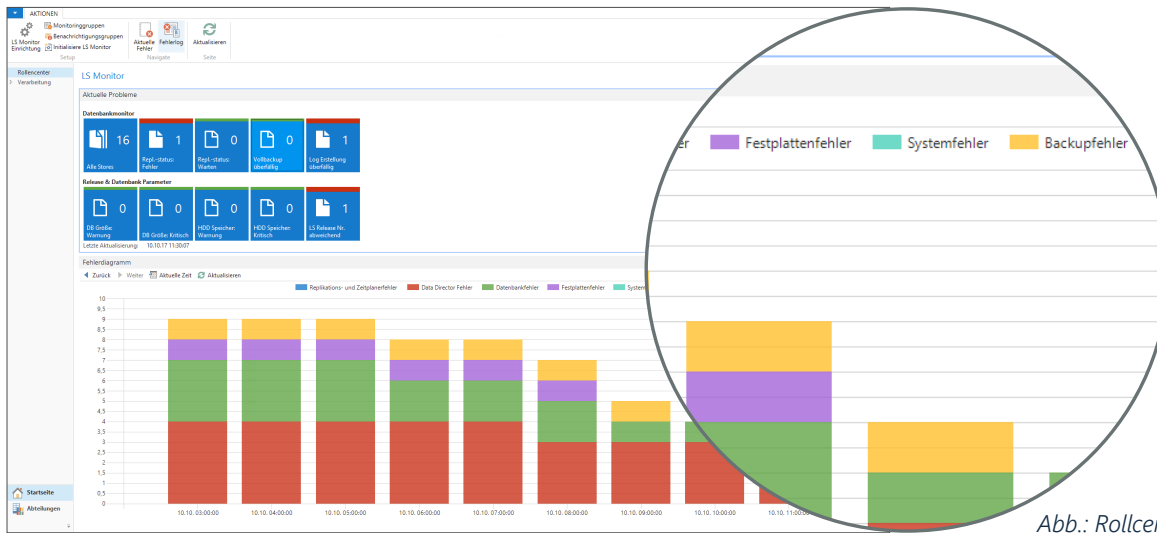 AKTIONEN
LS Monitor Einrichtung
Monitoringgruppen
Benachrichtigungsgruppen
Initialisiere LS Monitor
Aktuelle Fehler
Fehlerlog
Aktualisieren
Setup
Navigate
Seite
Rollencenter
Verarbeitung
LS Monitor
Aktuelle Probleme
Datenbankmonitor
16
Alle Stores
1
Repl.-status:
Fehler
0
Repl.-status:
Warten
0
Vollbackup
überfällig
1
Log Erstellung
überfällig
Release & Datenbank Parameter
0
DB Größe:
Warnung
0
DB Größe: Kritisch
0
HDD Speicher:
Warnung
0
HDD Speicher:
Kritisch
1
LS Release Nr.
abweichend
Letzte Aktualisierung: 10.10.17 11:30:07
Fehlerdiagramm
Zurück Weiter Aktuelle Zeit Aktualisieren
Replikations- und Zeitplanerfehler Data Director Fehler Datenbankfehler Festplattenfehler System
10
9,5
9
8,5
8
7,5
7
6,5
6
5,5
5
4,5
4
3,5
3
2,5
2
1,5
1
0,5
0
10.10. 03:00:00 10.10. 04:00:00 10.10. 05:00:00 10.10. 06:00:00 10.10. 07:00:00 10.10. 08:00:00 10.10. 09:00:00 10.10. 10:00:00 10.10. 11:00:00
er Festplattenfehler Systemfehler Backupfehler
Startseite
Abteilungen
Abb.: Rollcen